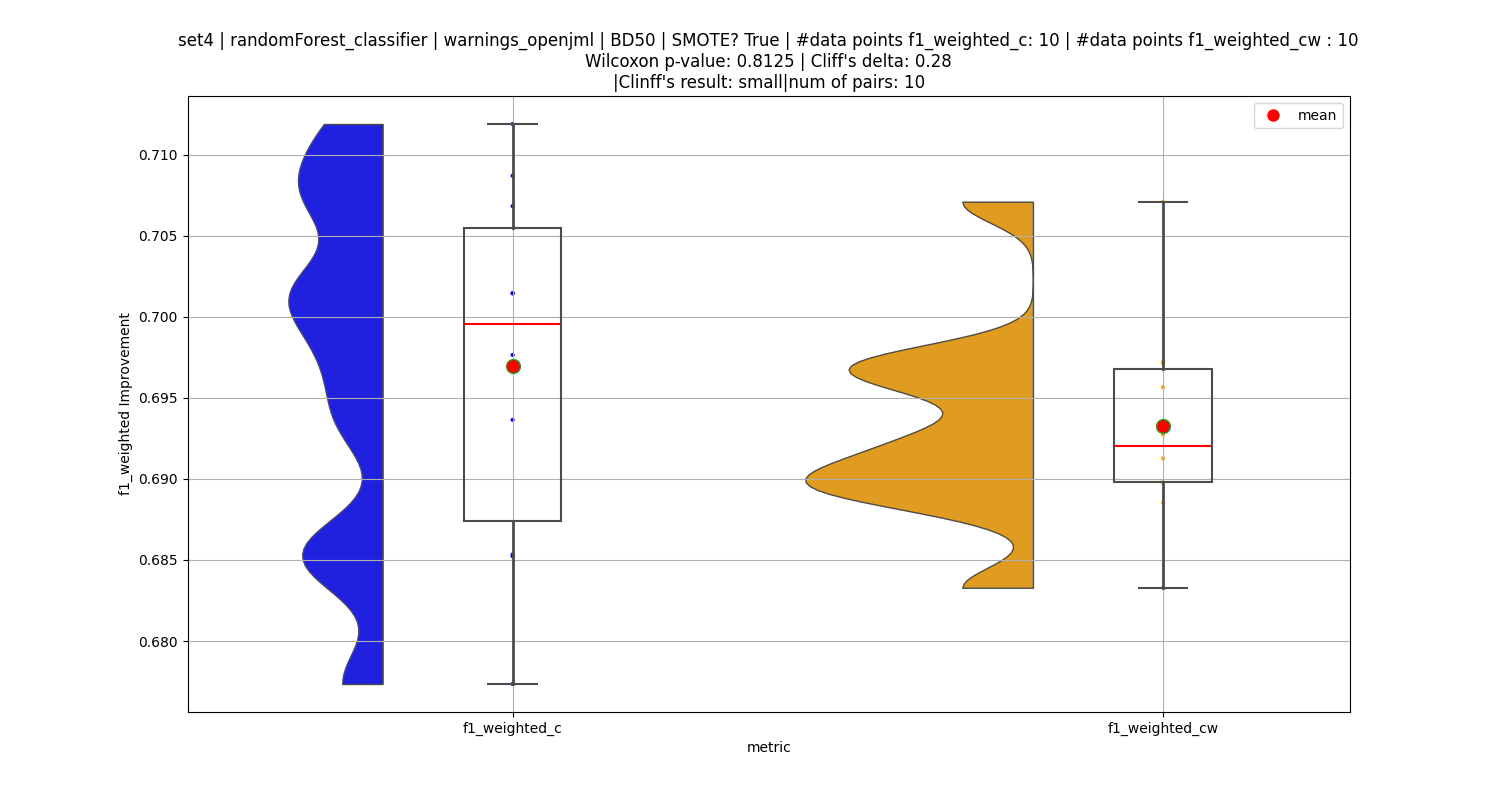 set4 | randomForest_classifier | warnings_openjml | BD50 | SMOTE? True | #data points f1_weighted_c: 10 | #data points f1_weighted_cw : 10
Wilcoxon p-value: 0.8125 | Cliff's delta: 0.28
|Clinff's result: small|num of pairs: 10
mean
0.710
0.705
0.700
0.695
0.690
0.685
0.680
f1_weighted Improvement
f1_weighted_c
f1_weighted_cw
metric